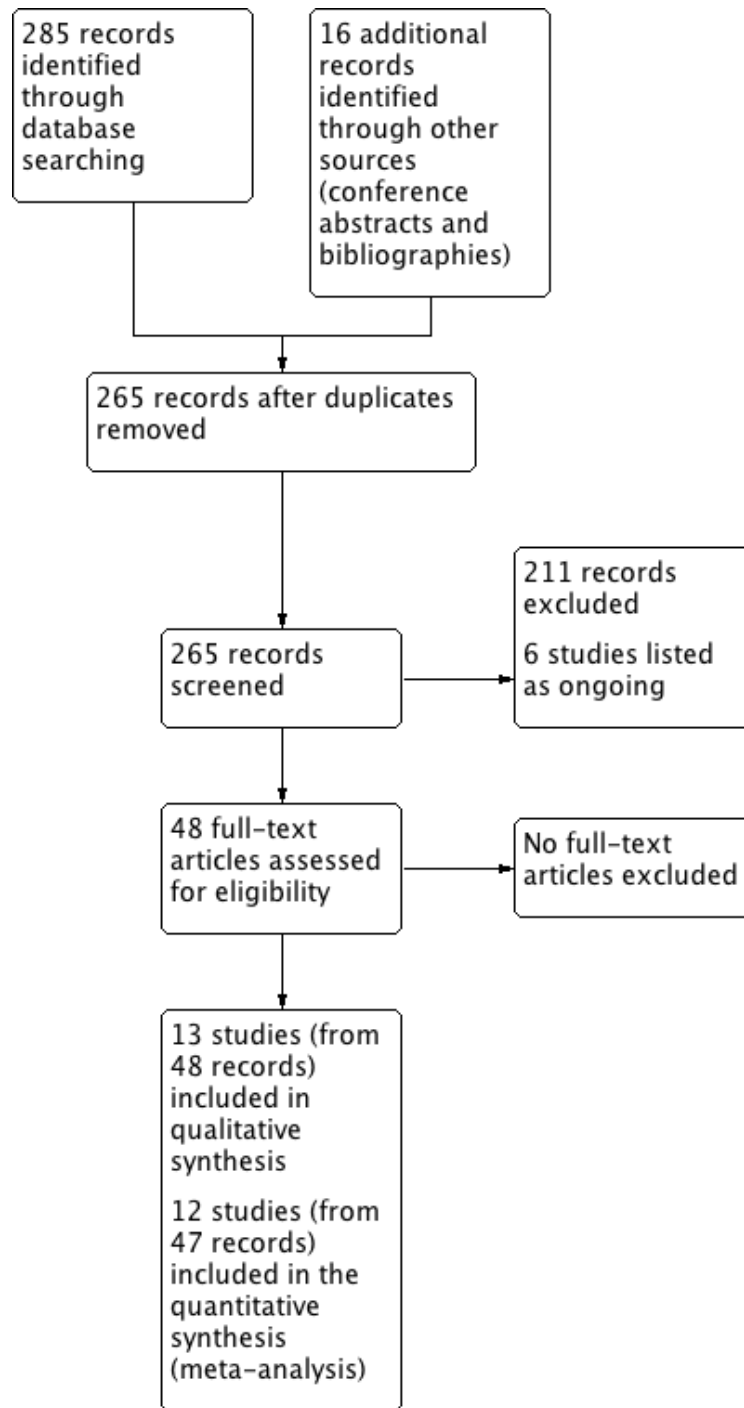 285 records
identified
through
database
searching
16 additional
records
identified
through other
sources
(conference
abstracts and
bibliographies)
265 records after duplicates
removed
265 records
screened
211 records
excluded
6 studies listed
as ongoing
48 full-text
articles assessed
for eligibility
No full-text
articles excluded
13 studies (from
48 records)
included in
qualitative
synthesis
12 studies (from
47 records)
included in the
quantitative
synthesis
(meta-analysis)